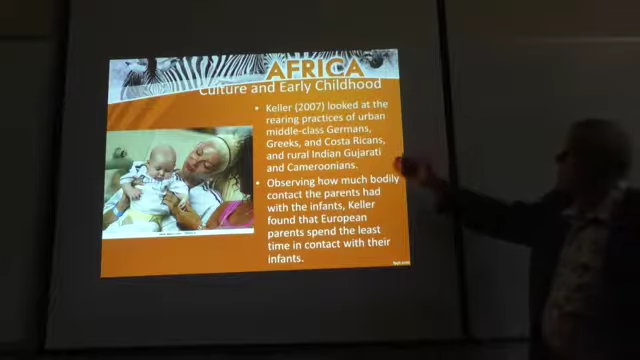 AFRICA
Culture and Early Childhood
• Keller (2007) looked at the
rearing practices of urban
middle-class Germans,
Greeks, and Costa Ricans,
and rural Indian Gujarati
and Cameroonians.
• Observing how much bodily
contact the parents had
with the infants, Keller
found that European
parents spend the least
time in contact with their
infants.